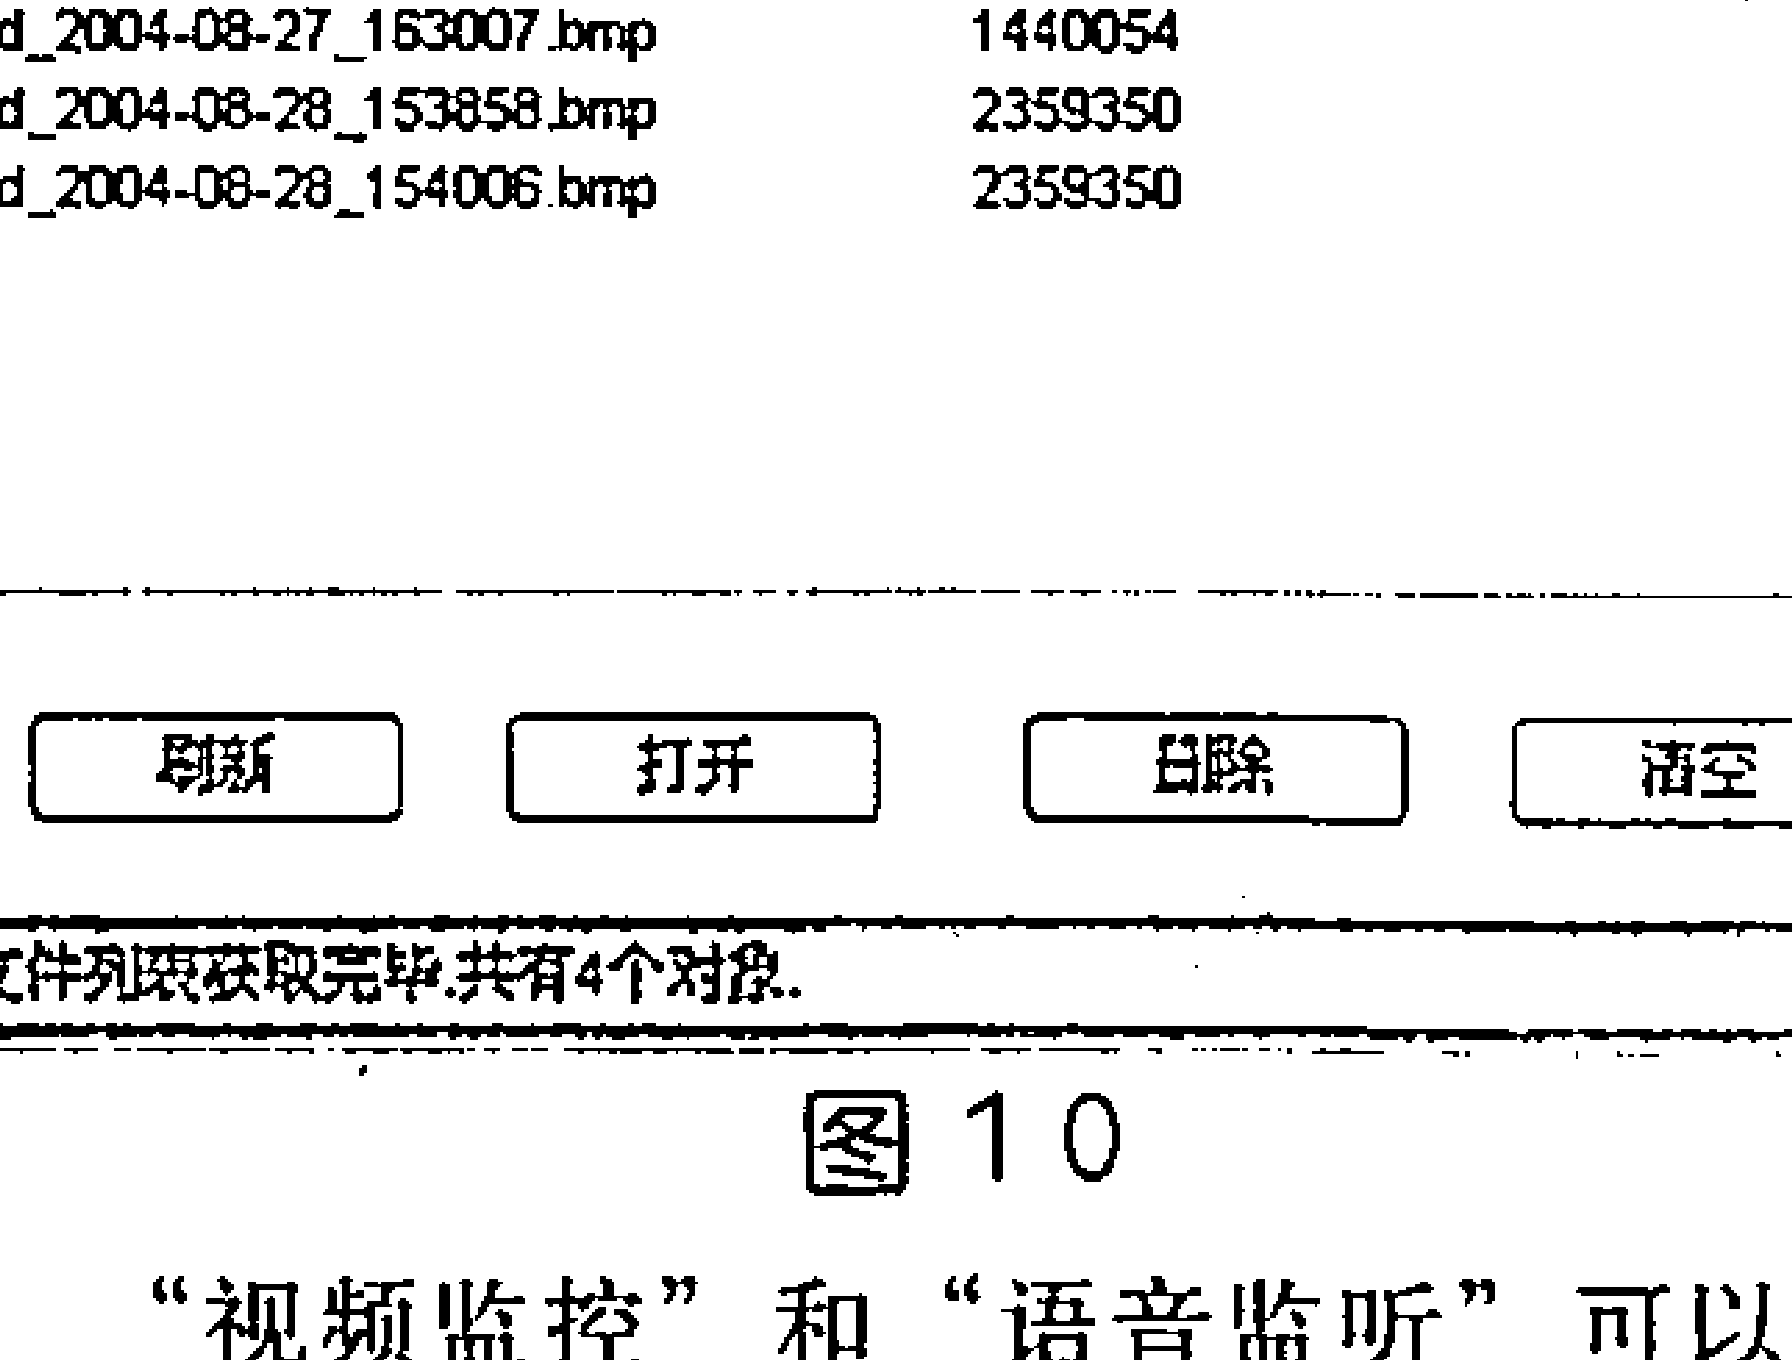 d_2004-08-27_163007.bmp 1440054
d_2004-08-28_153858.bmp 2359350
d_2004-08-28_154006.bmp 2359350
刷新 打开 删除 清空
文件列表获取完毕.共有4个对象.
图 10
“视频监控” 和 “语音监听” 可以